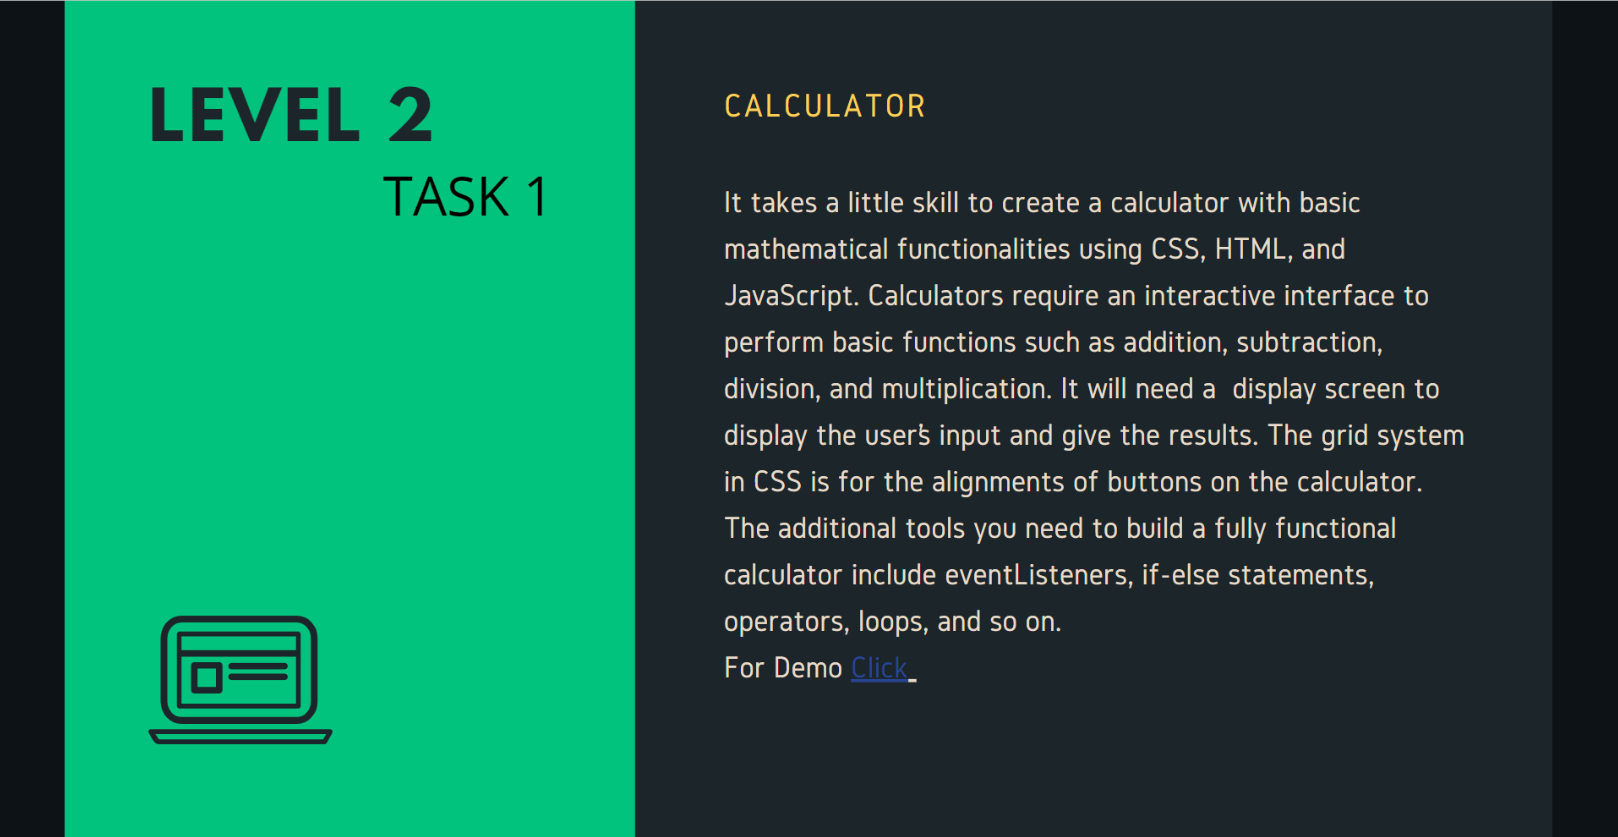 LEVEL 2
TASK 1
CALCULATOR
It takes a little skill to create a calculator with basic
mathematical functionalities using CSS, HTML, and
JavaScript. Calculators require an interactive interface to
perform basic functions such as addition, subtraction,
division, and multiplication. It will need a  display screen to
display the user's input and give the results. The grid system
in CSS is for the alignments of buttons on the calculator.
The additional tools you need to build a fully functional
calculator include eventListeners, if-else statements,
operators, loops, and so on.
For Demo Click